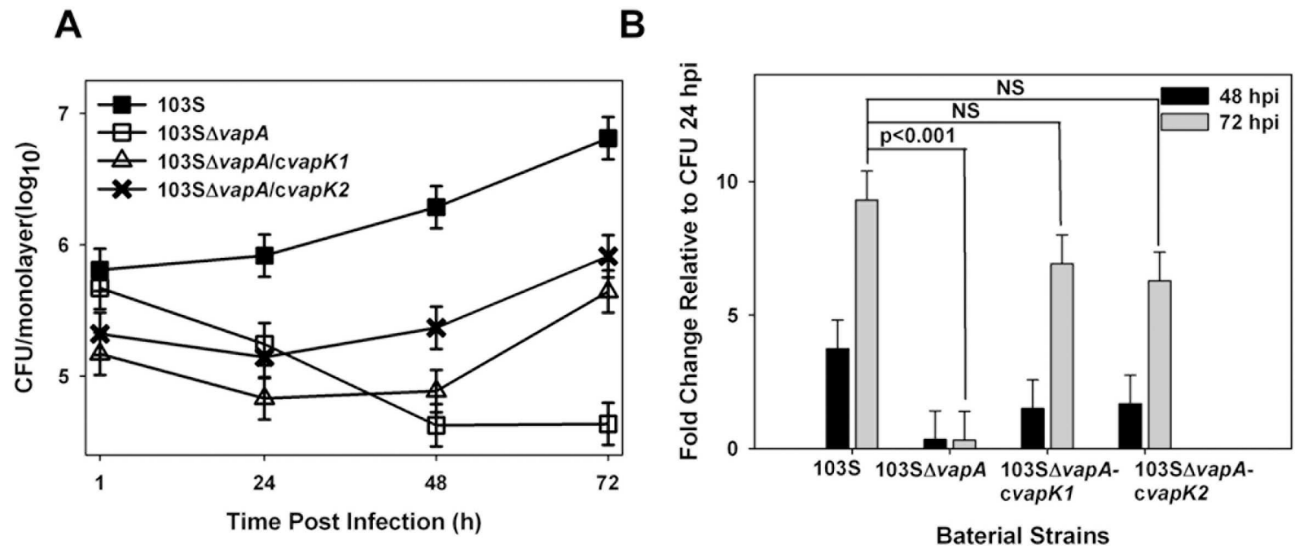 A
CFU/monolayer(log10)
7
6
5
103S
103SΔvapA
103SΔvapA/cvapK1
103SΔvapA/cvapK2
1 24 48 72
Time Post Infection (h)
B
Fold Change Relative to CFU 24 hpi
10
5
0
NS
NS
p<0.001
48 hpi
72 hpi
103S 103SΔvapA 103SΔvapA- 103SΔvapA-
cvapK1 cvapK2
Baterial Strains